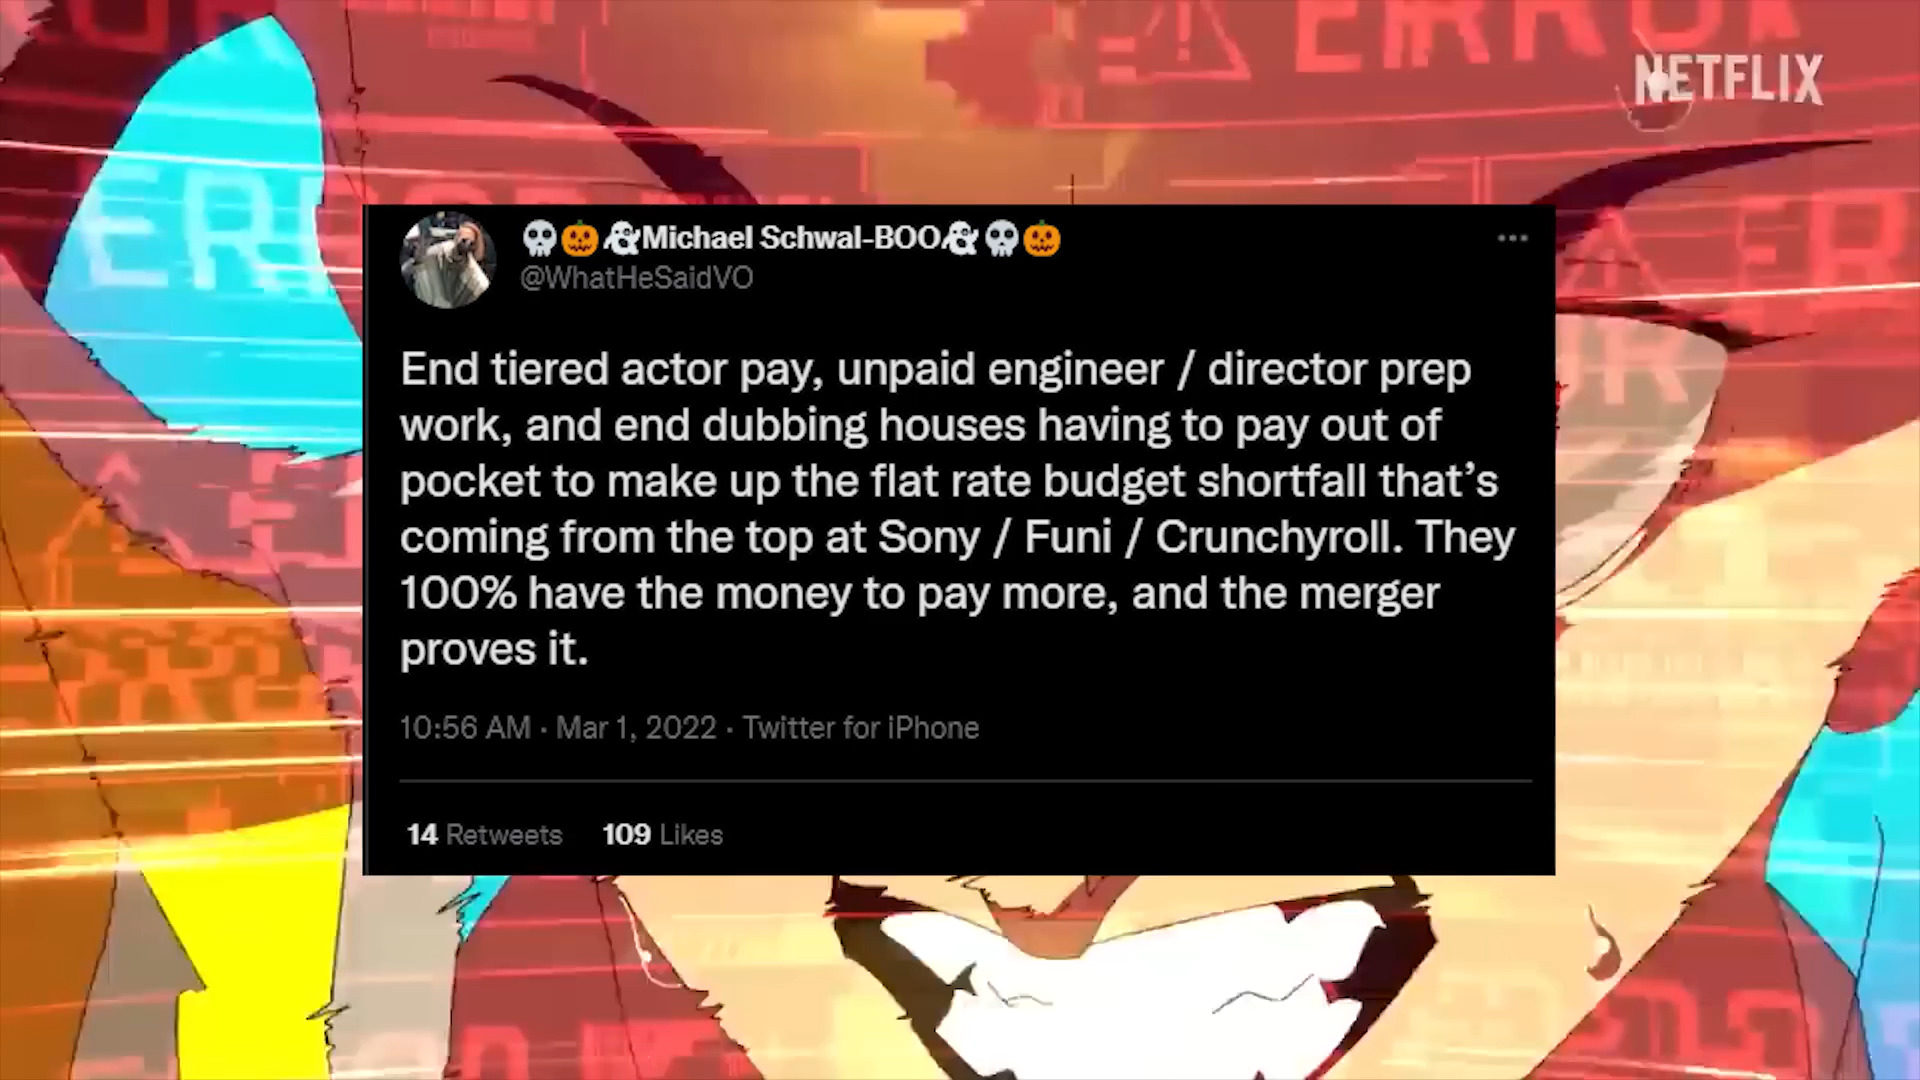 ERROR
NETFLIX
ERROR
💀🎃👻Michael Schwal-BOO👻💀🎃
@WhatHeSaidVO
End tiered actor pay, unpaid engineer / director prep
work, and end dubbing houses having to pay out of
pocket to make up the flat rate budget shortfall that’s
coming from the top at Sony / Funi / Crunchyroll. They
100% have the money to pay more, and the merger
proves it.
10:56 AM · Mar 1, 2022 · Twitter for iPhone
14 Retweets 109 Likes